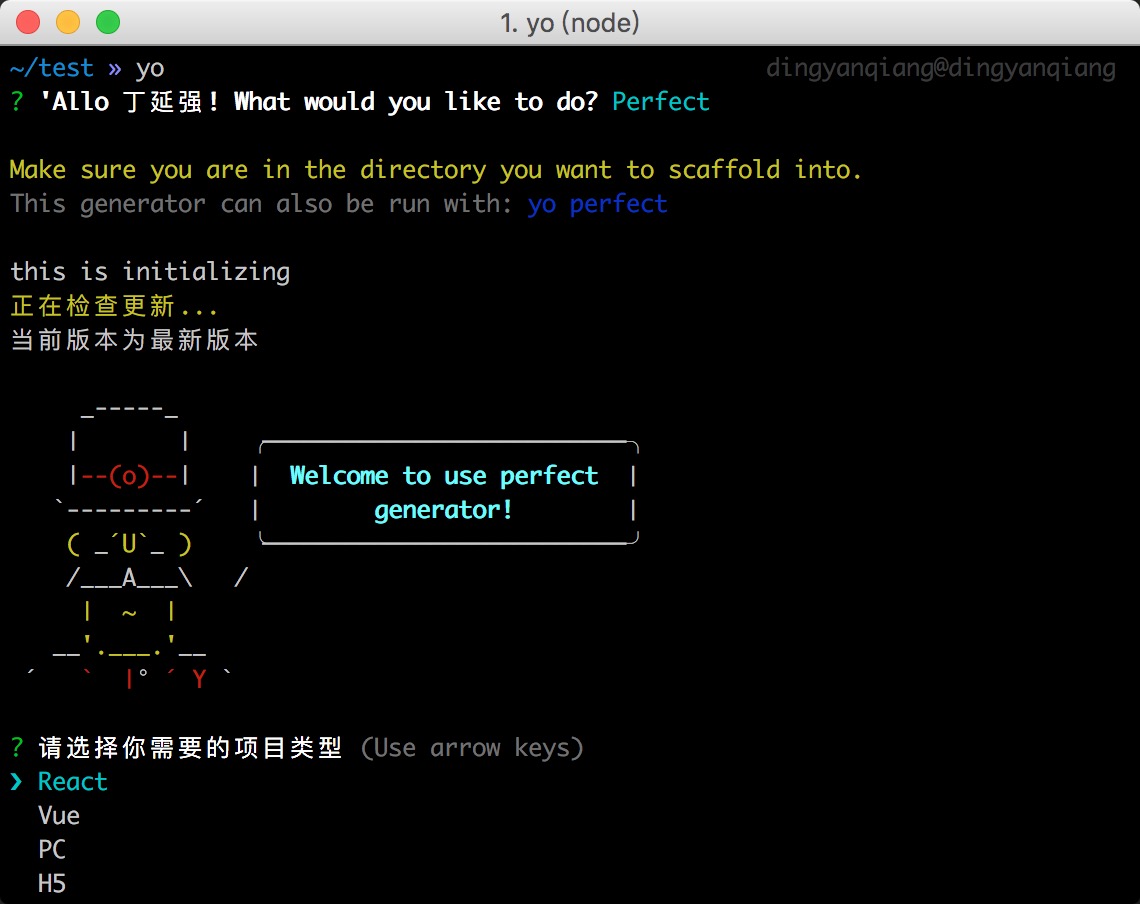 1. yo (node)
~/test » yo dingyanqiang@dingyanqiang
? 'Allo 丁延强! What would you like to do? Perfect
Make sure you are in the directory you want to scaffold into.
This generator can also be run with: yo perfect
this is initializing
正在检查更新...
当前版本为最新版本
     _-----_
    |       |
    |--(o)--|    |  Welcome to use perfect  |
   `---------´   |        generator!        |
    ( _´U`_ )
    /___A___\   /
     |  ~  |
   __'.___.'__
 ´   `  |° ´ Y `
? 请选择你需要的项目类型 (Use arrow keys)
❯ React
  Vue
  PC
  H5